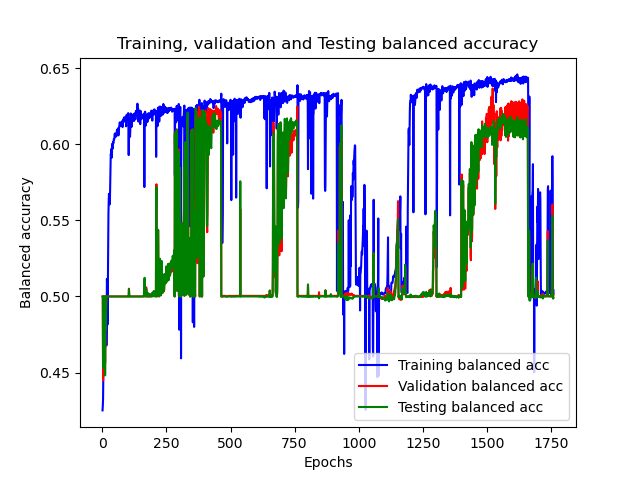 Training, validation and Testing balanced accuracy
0.65
0.60
0.55
0.50
0.45
Balanced accuracy
0
250
500
750
1000
1250
1500
1750
Epochs
Training balanced acc
Validation balanced acc
Testing balanced acc